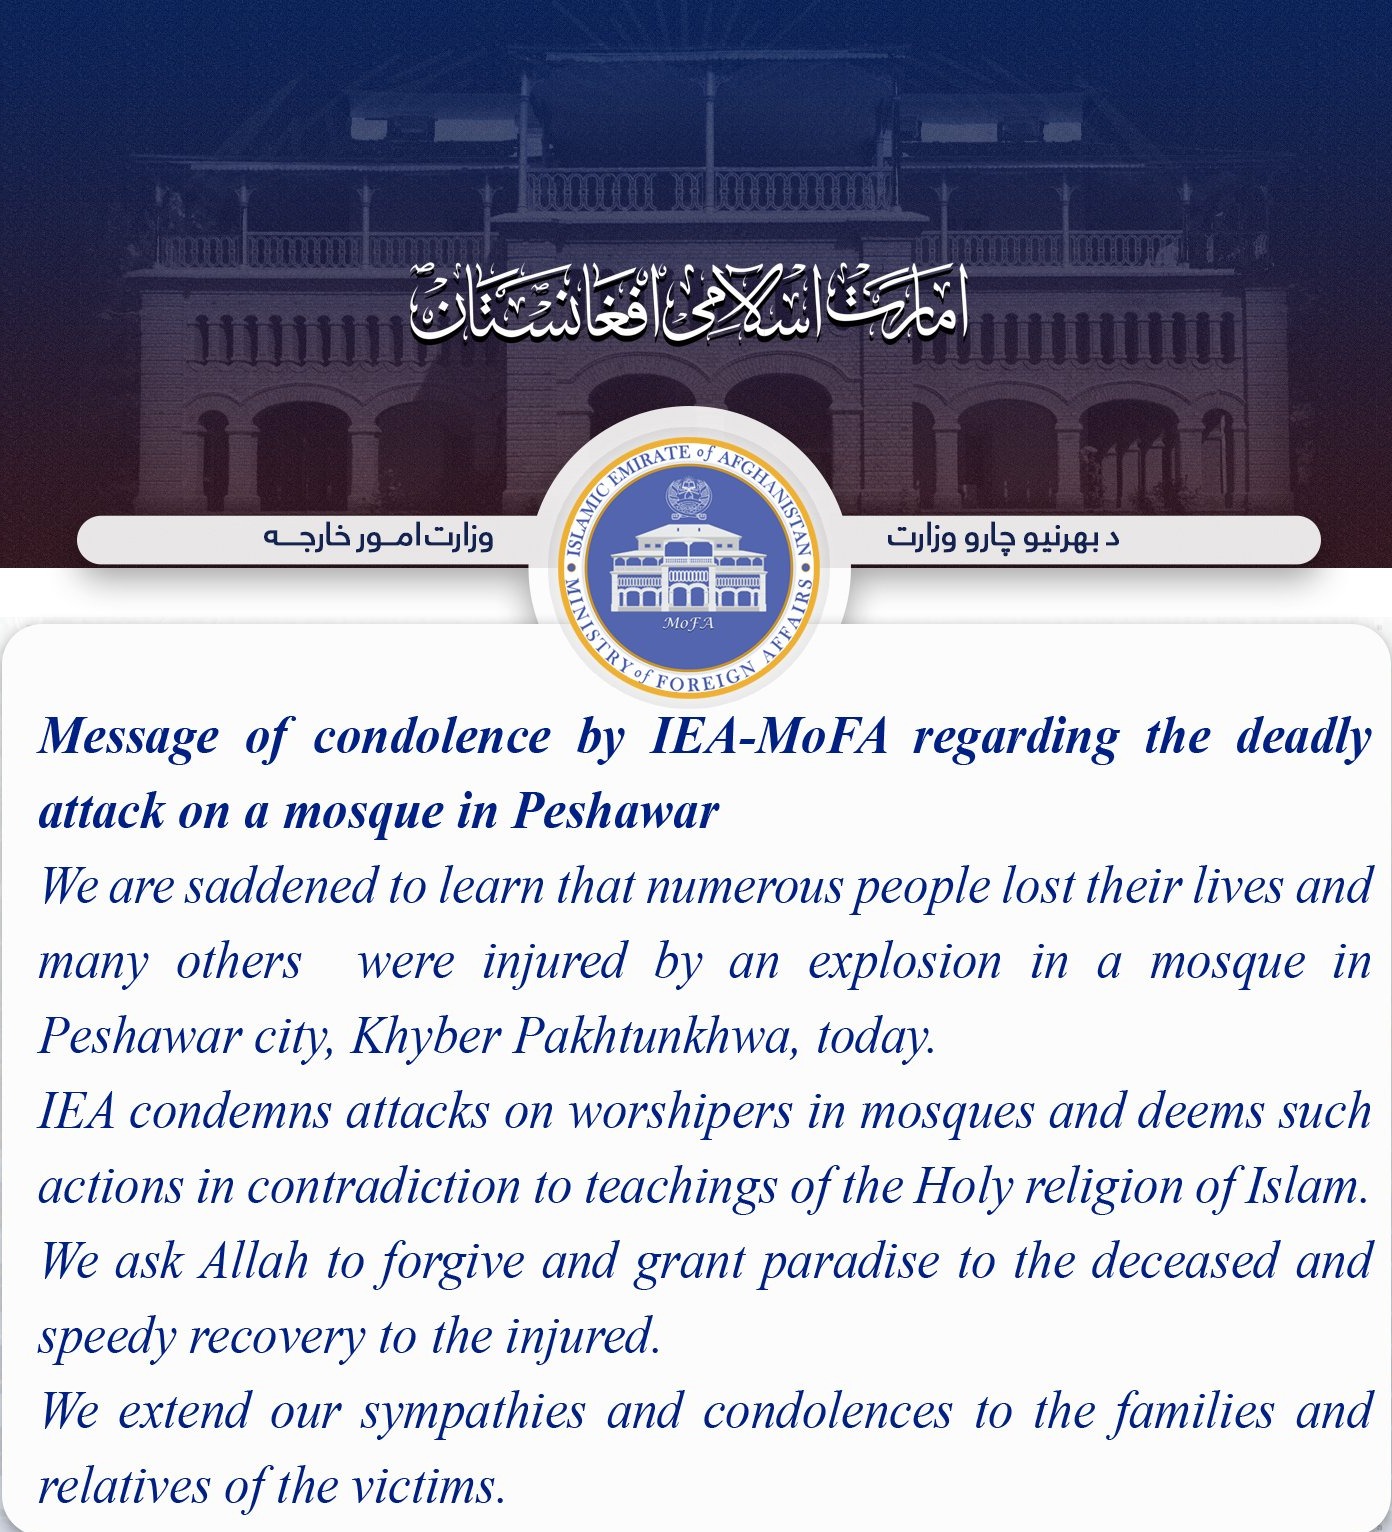 امارت اسلامی افغانستان
د بهرنیو چارو وزارت
وزارت امور خارجه
ISLAMIC EMIRATE of AFGHANISTAN
MoFA
MINISTRY of FOREIGN AFFAIRS
Message of condolence by IEA-MoFA regarding the deadly
attack on a mosque in Peshawar
We are saddened to learn that numerous people lost their lives and
many others were injured by an explosion in a mosque in
Peshawar city, Khyber Pakhtunkhwa, today.
IEA condemns attacks on worshipers in mosques and deems such
actions in contradiction to teachings of the Holy religion of Islam.
We ask Allah to forgive and grant paradise to the deceased and
speedy recovery to the injured.
We extend our sympathies and condolences to the families and
relatives of the victims.